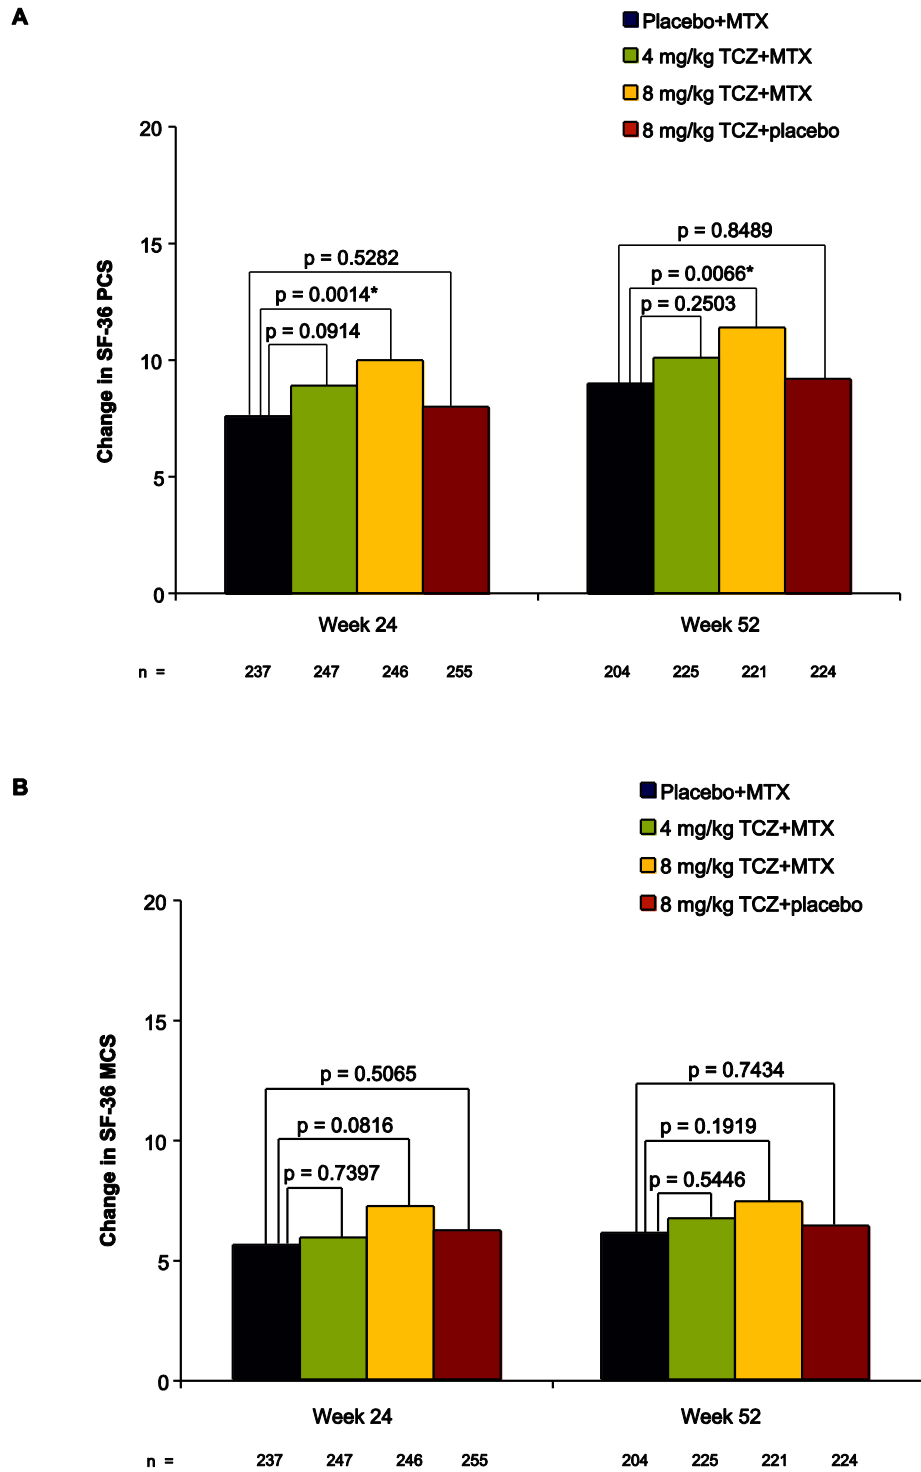 A
Placebo+MTX
4 mg/kg TCZ+MTX
8 mg/kg TCZ+MTX
8 mg/kg TCZ+placebo
Change in SF-36 PCS
20
15
10
5
0
p = 0.5282
p = 0.0014*
p = 0.0914
p = 0.8489
p = 0.0066*
p = 0.2503
Week 24 Week 52
n = 237 247 246 255 204 225 221 224
B
Placebo+MTX
4 mg/kg TCZ+MTX
8 mg/kg TCZ+MTX
8 mg/kg TCZ+placebo
Change in SF-36 MCS
20
15
10
5
0
p = 0.5065
p = 0.0816
p = 0.7397
p = 0.7434
p = 0.1919
p = 0.5446
Week 24 Week 52
n = 237 247 246 255 204 225 221 224